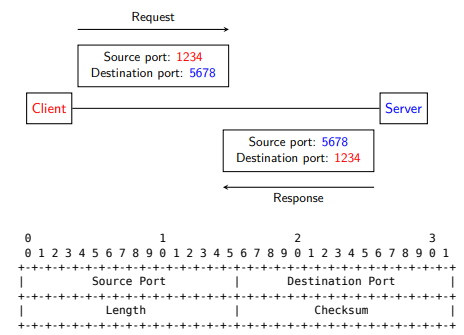 Request
Source port: 1234
Destination port: 5678
Client
Server
Source port: 5678
Destination port: 1234
Response
 0                   1                   2                   3
 0 1 2 3 4 5 6 7 8 9 0 1 2 3 4 5 6 7 8 9 0 1 2 3 4 5 6 7 8 9 0 1
+-+-+-+-+-+-+-+-+-+-+-+-+-+-+-+-+-+-+-+-+-+-+-+-+-+-+-+-+-+-+-+-+
|          Source Port          |       Destination Port        |
+-+-+-+-+-+-+-+-+-+-+-+-+-+-+-+-+-+-+-+-+-+-+-+-+-+-+-+-+-+-+-+-+
|            Length             |           Checksum            |
+-+-+-+-+-+-+-+-+-+-+-+-+-+-+-+-+-+-+-+-+-+-+-+-+-+-+-+-+-+-+-+-+